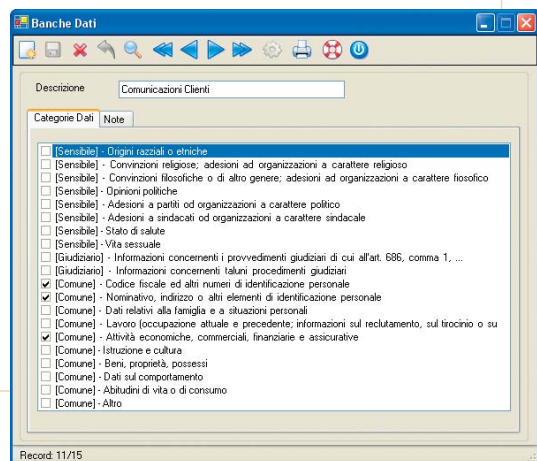 Banche Dati
Descrizione
Comunicazioni Clienti
Categorie Dati
Note
[Sensibile] - Origini razziali o etniche
[Sensibile] - Convinzioni religiose; adesioni ad organizzazioni a carattere religioso
[Sensibile] - Convinzioni filosofiche o di altro genere; adesioni ad organizzazioni a carattere fiosofico
[Sensibile] - Opinioni politiche
[Sensibile] - Adesioni a partiti od organizzazioni a carattere politico
[Sensibile] - Adesioni a sindacati od organizzazioni a carattere sindacale
[Sensibile] - Stato di salute
[Sensibile] - Vita sessuale
[Giudiziario] - Informazioni concernenti i provvedimenti giudiziari di cui all'art. 686, comma 1, ...
[Giudiziario] - Informazioni concernenti taluni procedimenti giudiziari
[Comune] - Codice fiscale ed altri numeri di identificazione personale
[Comune] - Nominativo, indirizzo o altri elementi di identificazione personale
[Comune] - Dati relativi alla famiglia e a situazioni personali
[Comune] - Lavoro (occupazione attuale e precedente; informazioni sul reclutamento, sul tirocinio o su
[Comune] - Attività economiche, commerciali, finanziarie e assicurative
[Comune] - Istruzione e cultura
[Comune] - Beni, proprietà, possessi
[Comune] - Dati sul comportamento
[Comune] - Abitudini di vita o di consumo
[Comune] - Altro
Record: 11/15